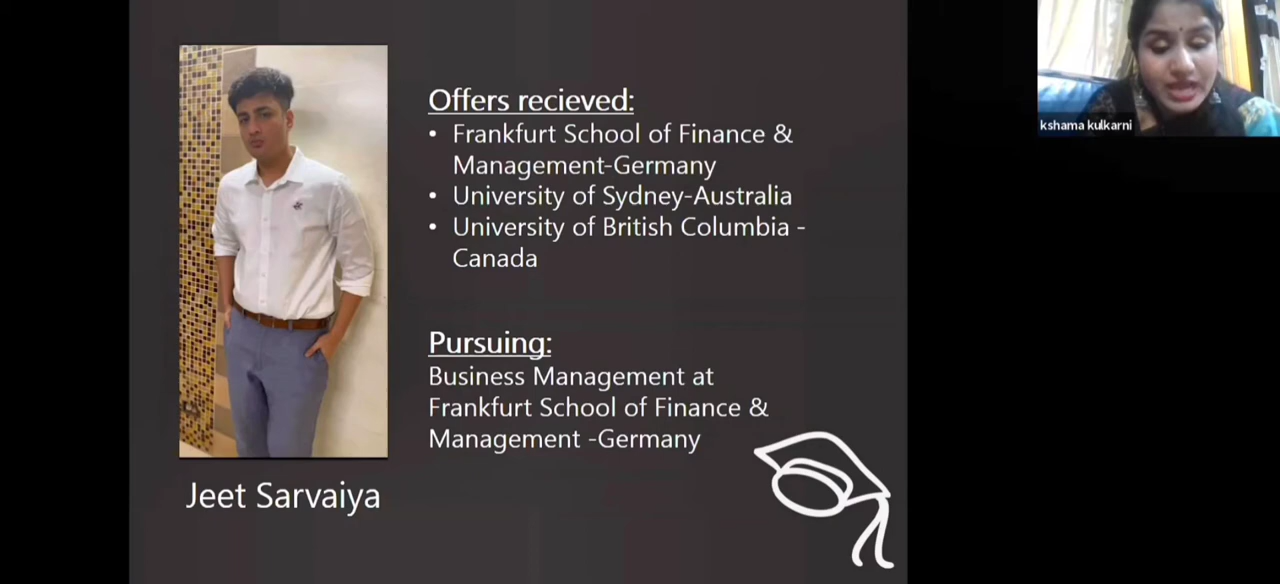 Offers recieved:
• Frankfurt School of Finance &
Management-Germany
• University of Sydney-Australia
• University of British Columbia -
Canada
Pursuing:
Business Management at
Frankfurt School of Finance &
Management -Germany
Jeet Sarvaiya
kshama kulkarni